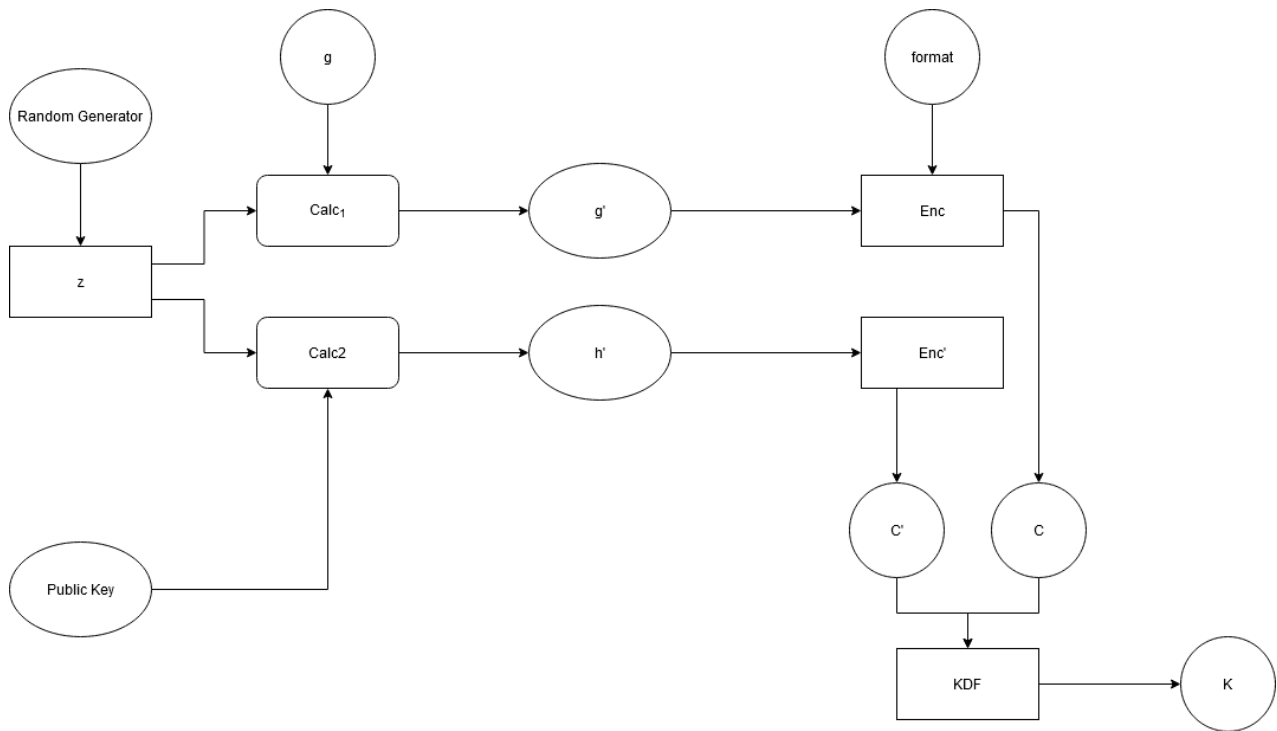 g
format
Random Generator
Calc₁
g'
Enc
z
Calc2
h'
Enc'
C'
C
Public Key
KDF
K